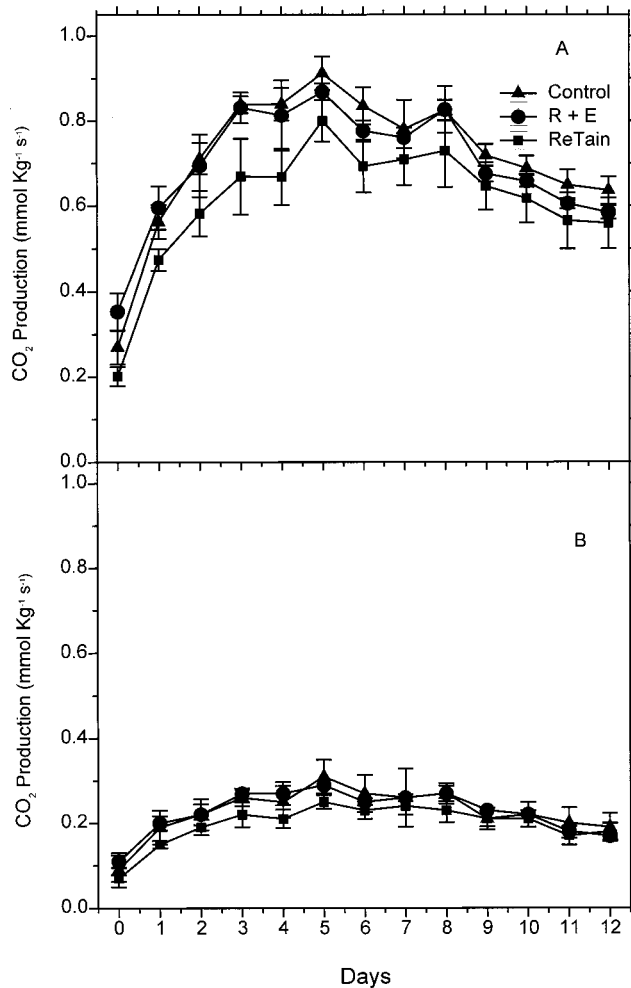 1.0
0.8
0.6
0.4
0.2
0.0
CO₂ Production (mmol Kg⁻¹ s⁻¹)
A
Control
R + E
ReTain
1.0
0.8
0.6
0.4
0.2
0.0
CO₂ Production (mmol Kg⁻¹ s⁻¹)
B
0 1 2 3 4 5 6 7 8 9 10 11 12
Days